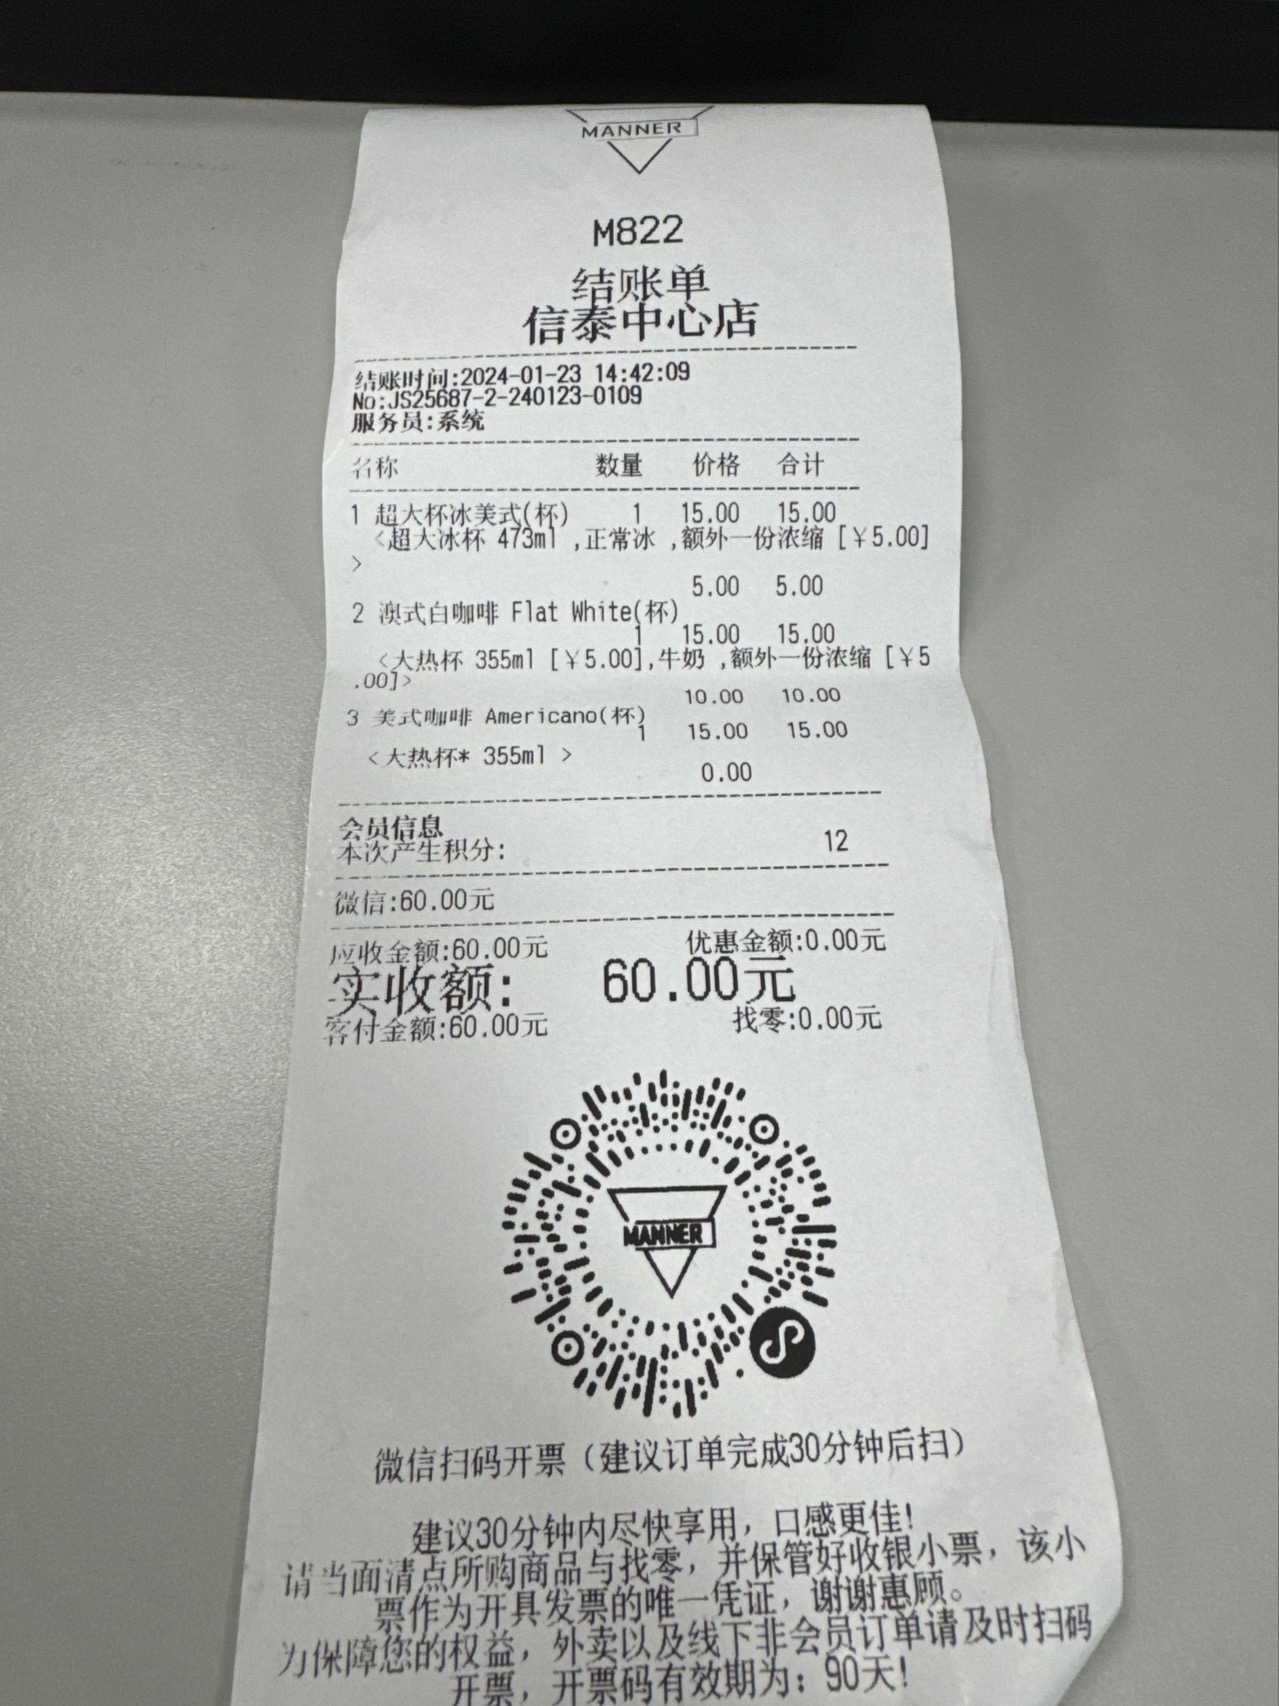 MANNER
M822
结账单
信泰中心店
结账时间:2024-01-23 14:42:09
No:JS25687-2-240123-0109
服务员:系统
名称 数量 价格 合计
1 超大杯冰美式(杯) 1 15.00 15.00
<超大冰杯 473ml ,正常冰 ,额外一份浓缩 [￥5.00]
>
5.00 5.00
2 澳式白咖啡 Flat White(杯)
1 15.00 15.00
<大热杯 355ml [￥5.00],牛奶 ,额外一份浓缩 [￥5
.00]>
10.00 10.00
3 美式咖啡 Americano(杯)
1 15.00 15.00
<大热杯* 355ml >
0.00
会员信息
本次产生积分: 12
微信:60.00元
应收金额:60.00元 优惠金额:0.00元
实收额: 60.00元
客付金额:60.00元 找零:0.00元
MANNER
微信扫码开票（建议订单完成30分钟后扫）
建议30分钟内尽快享用，口感更佳!
请当面清点所购商品与找零，并保管好收银小票，该小
票作为开具发票的唯一凭证，谢谢惠顾。
为保障您的权益，外卖以及线下非会员订单请及时扫码
开票，开票码有效期为：90天!